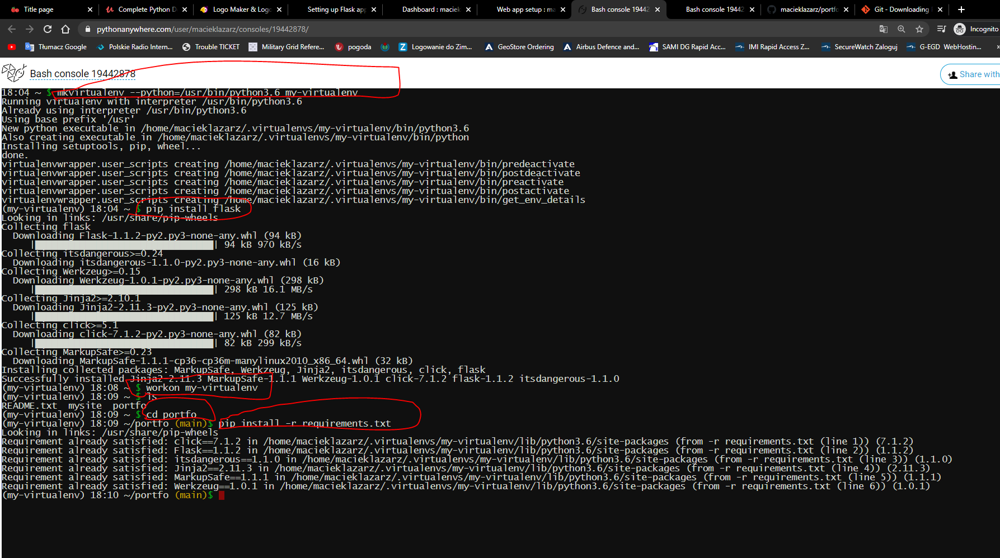 Title page
Complete Python D
Logo Maker & Logo
Setting up Flask app
Dashboard : maciek
Web app setup : ma
Bash console 19442
Bash console 19442
macieklazarz/portfo
Git - Downloading
pythonanywhere.com/user/macieklazarz/consoles/19442878/
Incognito
Tłumacz Google
Polskie Radio Intern...
Trouble TICKET
Military Grid Refere...
pogoda
Logowanie do Zim...
GeoStore Ordering
Airbus Defence and...
SAMI DG Rapid Acc...
IMI Rapid Access Z...
SecureWatch Zaloguj
G-EGD WebHostin...
Bash console 19442878
Share with
18:04 ~ $ mkvirtualenv --python=/usr/bin/python3.6 my-virtualenv
Running virtualenv with interpreter /usr/bin/python3.6
Already using interpreter /usr/bin/python3.6
Using base prefix '/usr'
New python executable in /home/macieklazarz/.virtualenvs/my-virtualenv/bin/python3.6
Also creating executable in /home/macieklazarz/.virtualenvs/my-virtualenv/bin/python
Installing setuptools, pip, wheel...
done.
virtualenvwrapper.user_scripts creating /home/macieklazarz/.virtualenvs/my-virtualenv/bin/predeactivate
virtualenvwrapper.user_scripts creating /home/macieklazarz/.virtualenvs/my-virtualenv/bin/postdeactivate
virtualenvwrapper.user_scripts creating /home/macieklazarz/.virtualenvs/my-virtualenv/bin/preactivate
virtualenvwrapper.user_scripts creating /home/macieklazarz/.virtualenvs/my-virtualenv/bin/postactivate
virtualenvwrapper.user_scripts creating /home/macieklazarz/.virtualenvs/my-virtualenv/bin/get_env_details
(my-virtualenv) 18:04 ~ $ pip install flask
Looking in links: /usr/share/pip-wheels
Collecting flask
Downloading Flask-1.1.2-py2.py3-none-any.whl (94 kB)
| | 94 kB 970 kB/s
Collecting itsdangerous>=0.24
Downloading itsdangerous-1.1.0-py2.py3-none-any.whl (16 kB)
Collecting Werkzeug>=0.15
Downloading Werkzeug-1.0.1-py2.py3-none-any.whl (298 kB)
| | 298 kB 16.1 MB/s
Collecting Jinja2>=2.10.1
Downloading Jinja2-2.11.3-py2.py3-none-any.whl (125 kB)
| | 125 kB 12.7 MB/s
Collecting click>=5.1
Downloading click-7.1.2-py2.py3-none-any.whl (82 kB)
| | 82 kB 299 kB/s
Collecting MarkupSafe>=0.23
Downloading MarkupSafe-1.1.1-cp36-cp36m-manylinux2010_x86_64.whl (32 kB)
Installing collected packages: MarkupSafe, Werkzeug, Jinja2, itsdangerous, click, flask
Successfully installed Jinja2-2.11.3 MarkupSafe-1.1.1 Werkzeug-1.0.1 click-7.1.2 flask-1.1.2 itsdangerous-1.1.0
(my-virtualenv) 18:08 ~ $ workon my-virtualenv
(my-virtualenv) 18:09 ~ $ ls
README.txt mysite portfo
(my-virtualenv) 18:09 ~ $ cd portfo
(my-virtualenv) 18:09 ~/portfo (main)$ pip install -r requirements.txt
Looking in links: /usr/share/pip-wheels
Requirement already satisfied: click==7.1.2 in /home/macieklazarz/.virtualenvs/my-virtualenv/lib/python3.6/site-packages (from -r requirements.txt (line 1)) (7.1.2)
Requirement already satisfied: Flask==1.1.2 in /home/macieklazarz/.virtualenvs/my-virtualenv/lib/python3.6/site-packages (from -r requirements.txt (line 2)) (1.1.2)
Requirement already satisfied: itsdangerous==1.1.0 in /home/macieklazarz/.virtualenvs/my-virtualenv/lib/python3.6/site-packages (from -r requirements.txt (line 3)) (1.1.0)
Requirement already satisfied: Jinja2==2.11.3 in /home/macieklazarz/.virtualenvs/my-virtualenv/lib/python3.6/site-packages (from -r requirements.txt (line 4)) (2.11.3)
Requirement already satisfied: MarkupSafe==1.1.1 in /home/macieklazarz/.virtualenvs/my-virtualenv/lib/python3.6/site-packages (from -r requirements.txt (line 5)) (1.1.1)
Requirement already satisfied: Werkzeug==1.0.1 in /home/macieklazarz/.virtualenvs/my-virtualenv/lib/python3.6/site-packages (from -r requirements.txt (line 6)) (1.0.1)
(my-virtualenv) 18:10 ~/portfo (main)$